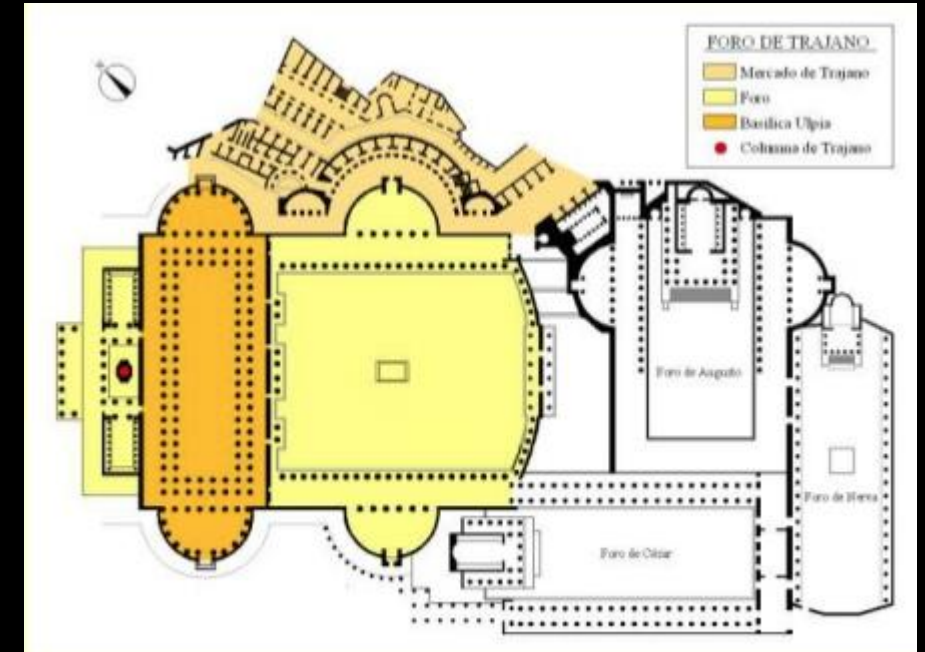 FORO DE TRAJANO
Mercado de Trajano
Foro
Basilica Ulpia
Columna de Trajano
Foro de Augusto
Foro de Nerva
Foro de Cézar